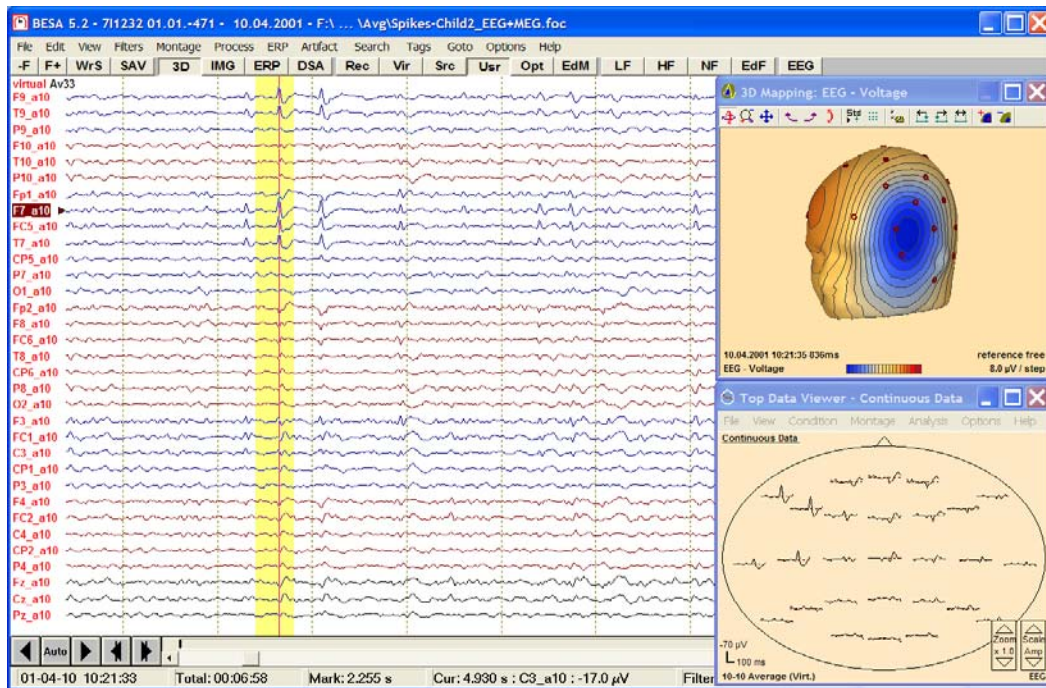 BESA 5.2 - 7I1232 01.01.-471 - 10.04.2001 - F:\ ... \Avg\Spikes-Child2_EEG+MEG.foc
File Edit View Filters Montage Process ERP Artifact Search Tags Goto Options Help
-F F+ WrS SAV 3D IMG ERP DSA Rec Vir Src Usr Opt EdM LF HF NF EdF EEG
virtual Av33
F9_a10
T9_a10
P9_a10
F10_a10
T10_a10
P10_a10
Fp1_a10
F7_a10
FC5_a10
T7_a10
CP5_a10
P7_a10
O1_a10
Fp2_a10
F8_a10
FC6_a10
T8_a10
CP6_a10
P8_a10
O2_a10
F3_a10
FC1_a10
C3_a10
CP1_a10
P3_a10
F4_a10
FC2_a10
C4_a10
CP2_a10
P4_a10
Fz_a10
Cz_a10
Pz_a10
Auto
01-04-10 10:21:33 Total: 00:06:58 Mark: 2.255 s Cur: 4.930 s : C3_a10 : -17.0 µV Filter
3D Mapping: EEG - Voltage
Std
10.04.2001 10:21:35 836ms reference free
EEG - Voltage 8.0 µV / step
Top Data Viewer - Continuous Data
File View Condition Montage Analysis Options Help
Continuous Data
-70 µV
100 ms
10-10 Average (Virt.)
Zoom
x 1.0
Scale
Amp
EEG